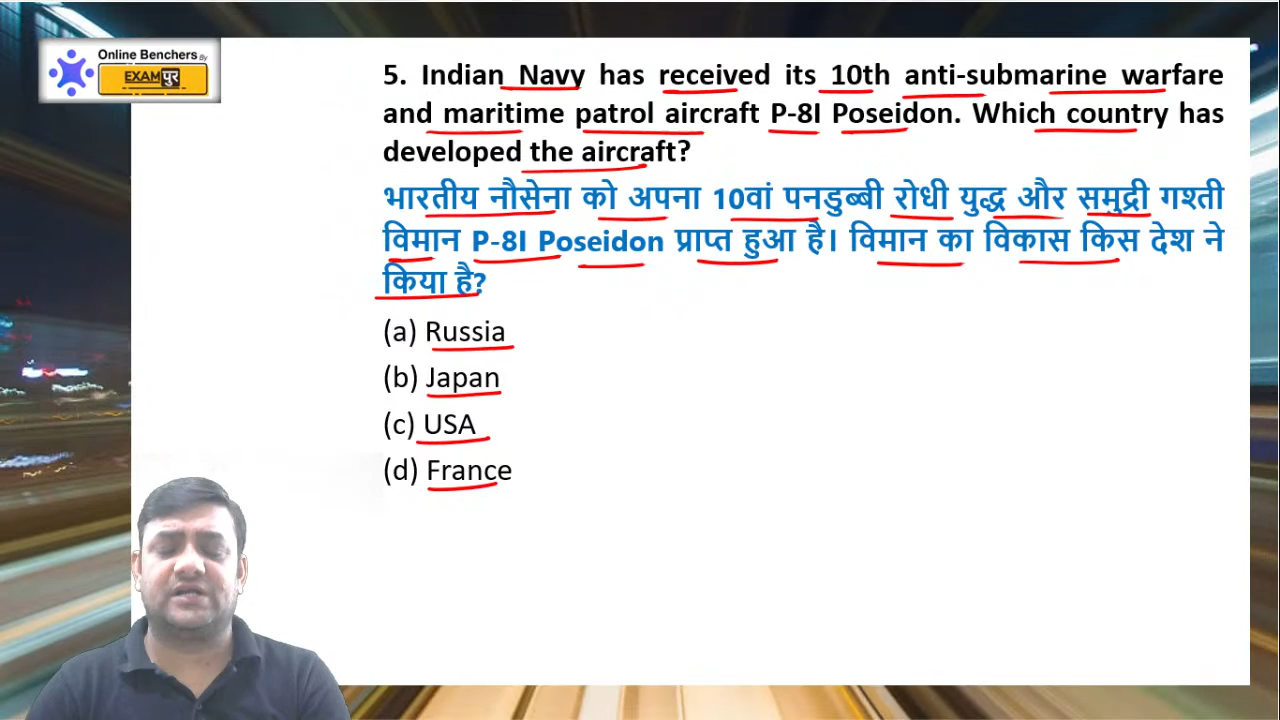 Online Benchers By
EXAMपुर
5. Indian Navy has received its 10th anti-submarine warfare
and maritime patrol aircraft P-8I Poseidon. Which country has
developed the aircraft?
भारतीय नौसेना को अपना 10वां पनडुब्बी रोधी युद्ध और समुद्री गश्ती
विमान P-8I Poseidon प्राप्त हुआ है। विमान का विकास किस देश ने
किया है?
(a) Russia
(b) Japan
(c) USA
(d) France